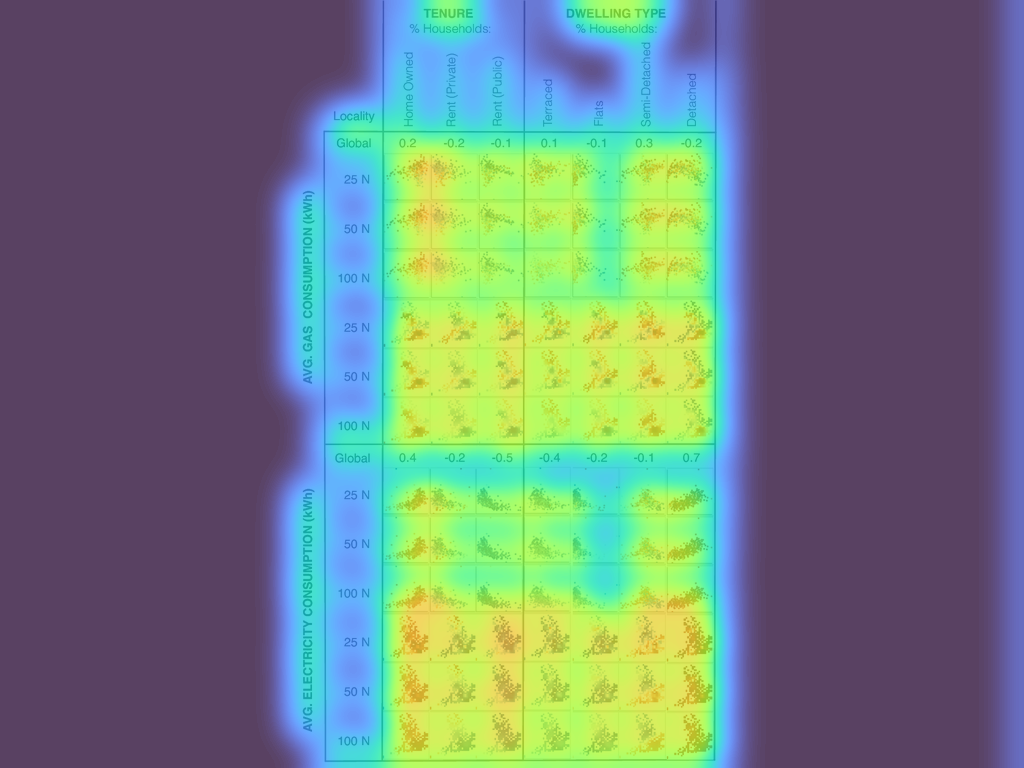 TENURE
% Households:
DWELLING TYPE
% Households:
Locality
Home Owned
Rent (Private)
Rent (Public)
Terraced
Flats
Semi-Detached
Detached
AVG. GAS CONSUMPTION (kWh)
Global 0.2 -0.2 -0.1 0.1 -0.1 0.3 -0.2
25 N
50 N
100 N
25 N
50 N
100 N
AVG. ELECTRICITY CONSUMPTION (kWh)
Global 0.4 -0.2 -0.5 -0.4 -0.2 -0.1 0.7
25 N
50 N
100 N
25 N
50 N
100 N